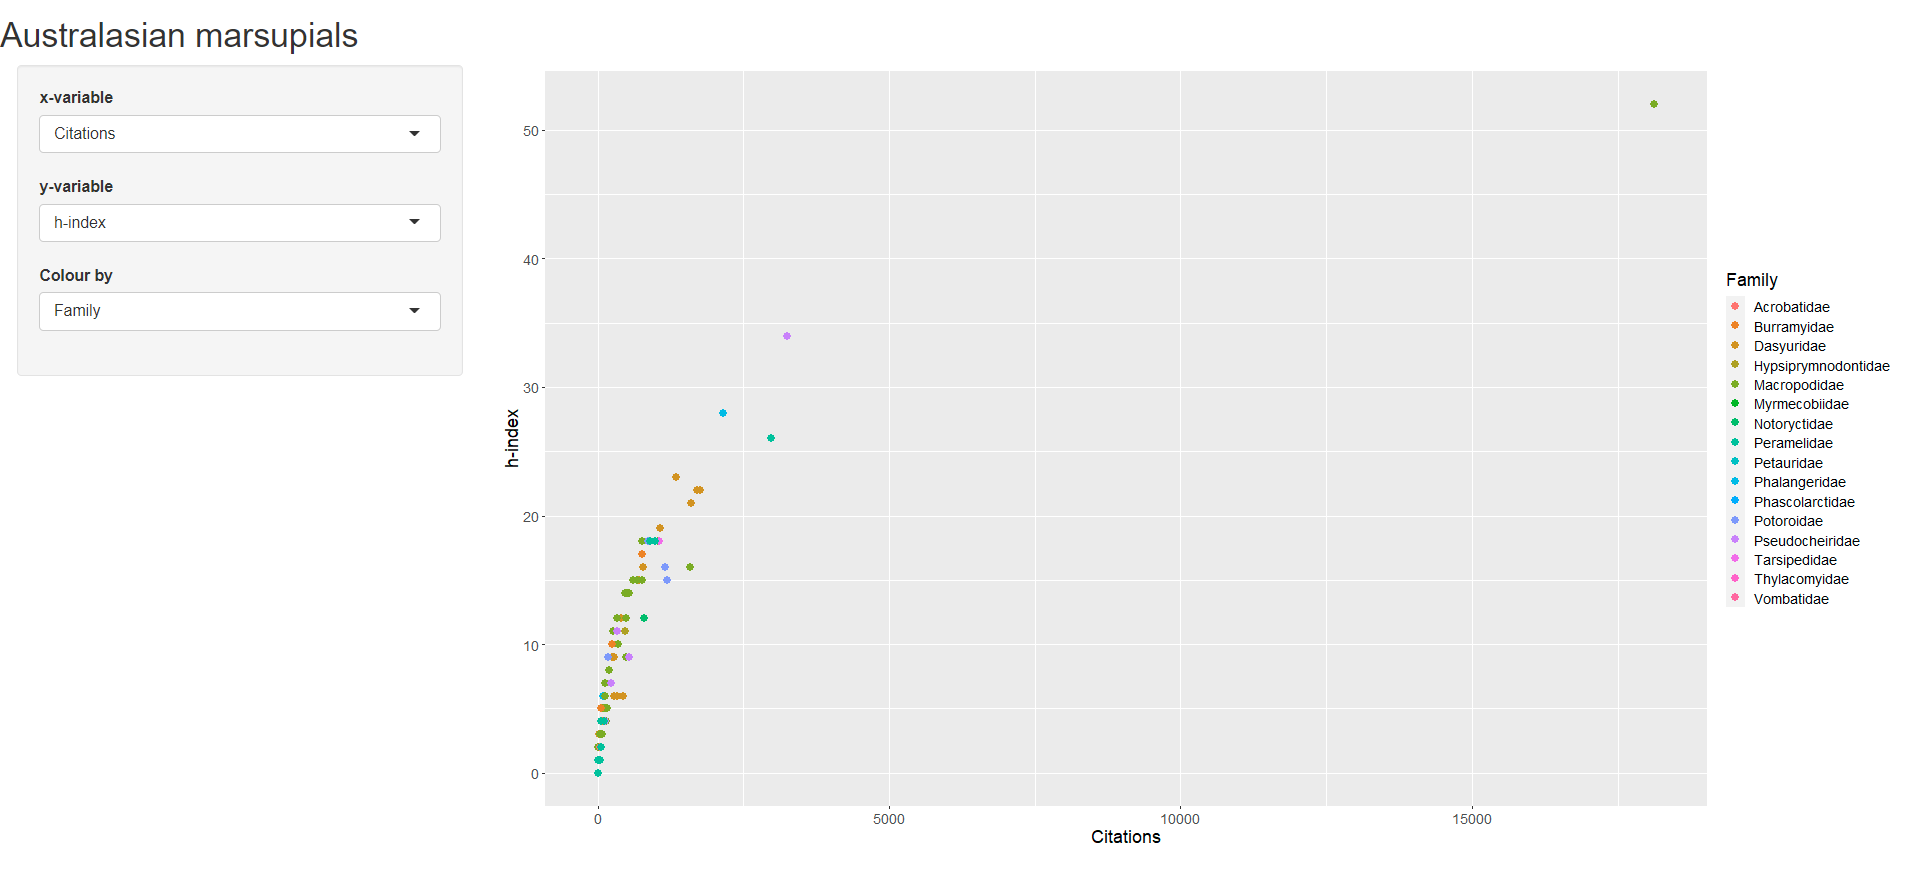 Australasian marsupials
x-variable
Citations
y-variable
h-index
Colour by
Family
50
40
30
20
10
0
h-index
0
5000
10000
15000
Citations
Family
Acrobatidae
Burramyidae
Dasyuridae
Hypsiprymnodontidae
Macropodidae
Myrmecobiidae
Notoryctidae
Peramelidae
Petauridae
Phalangeridae
Phascolarctidae
Potoroidae
Pseudocheiridae
Tarsipedidae
Thylacomyidae
Vombatidae